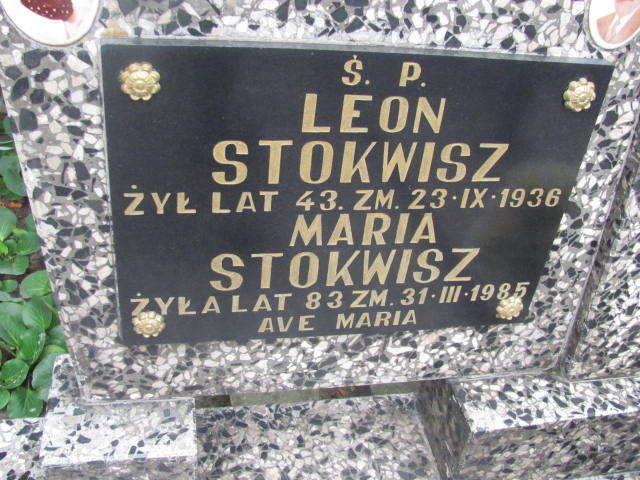 Ś. P.
LEON
STOKWISZ
ŻYŁ LAT 43. ZM. 23·IX·1936
MARIA
STOKWISZ
ŻYŁA LAT 83 ZM. 31·III·1985
AVE MARIA